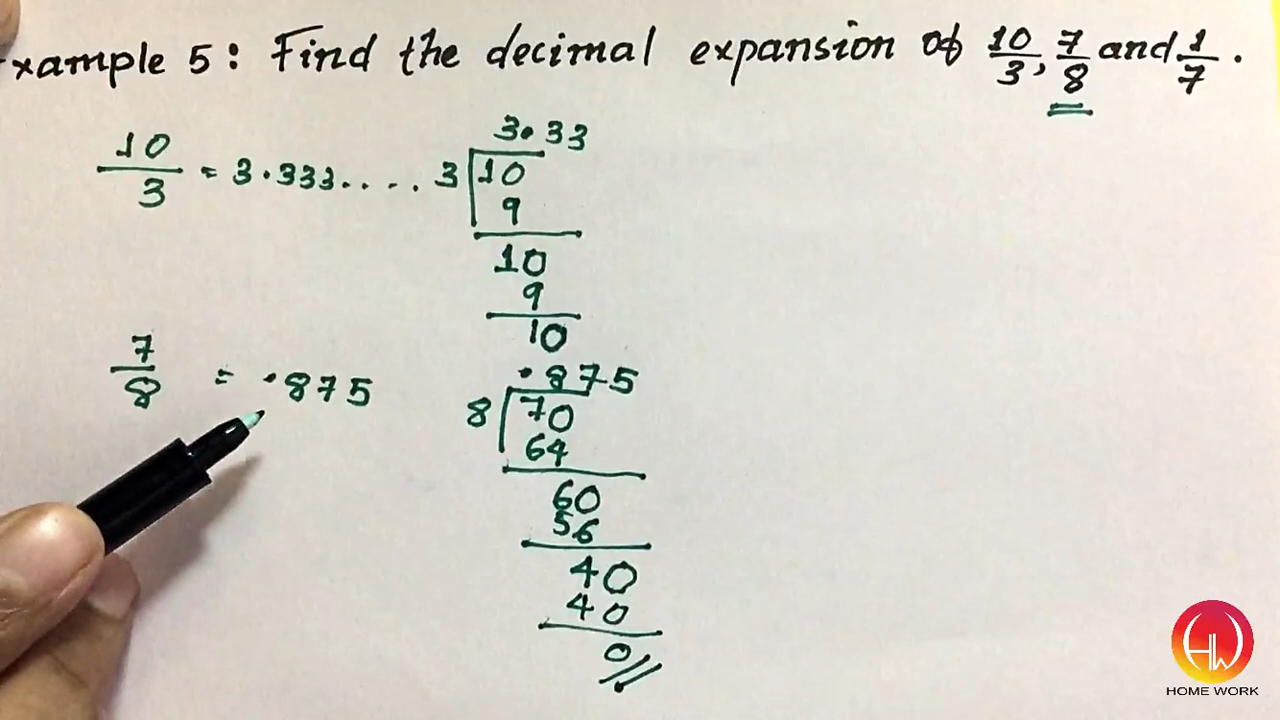 xample 5: Find the decimal expansion of 10/3, 7/8 and 1/7.
10/3 = 3.333.... 
3.33
3 10
9
10
9
10
7/8 = .875
.875
8 70
64
60
56
40
40
0
HW
HOME WORK